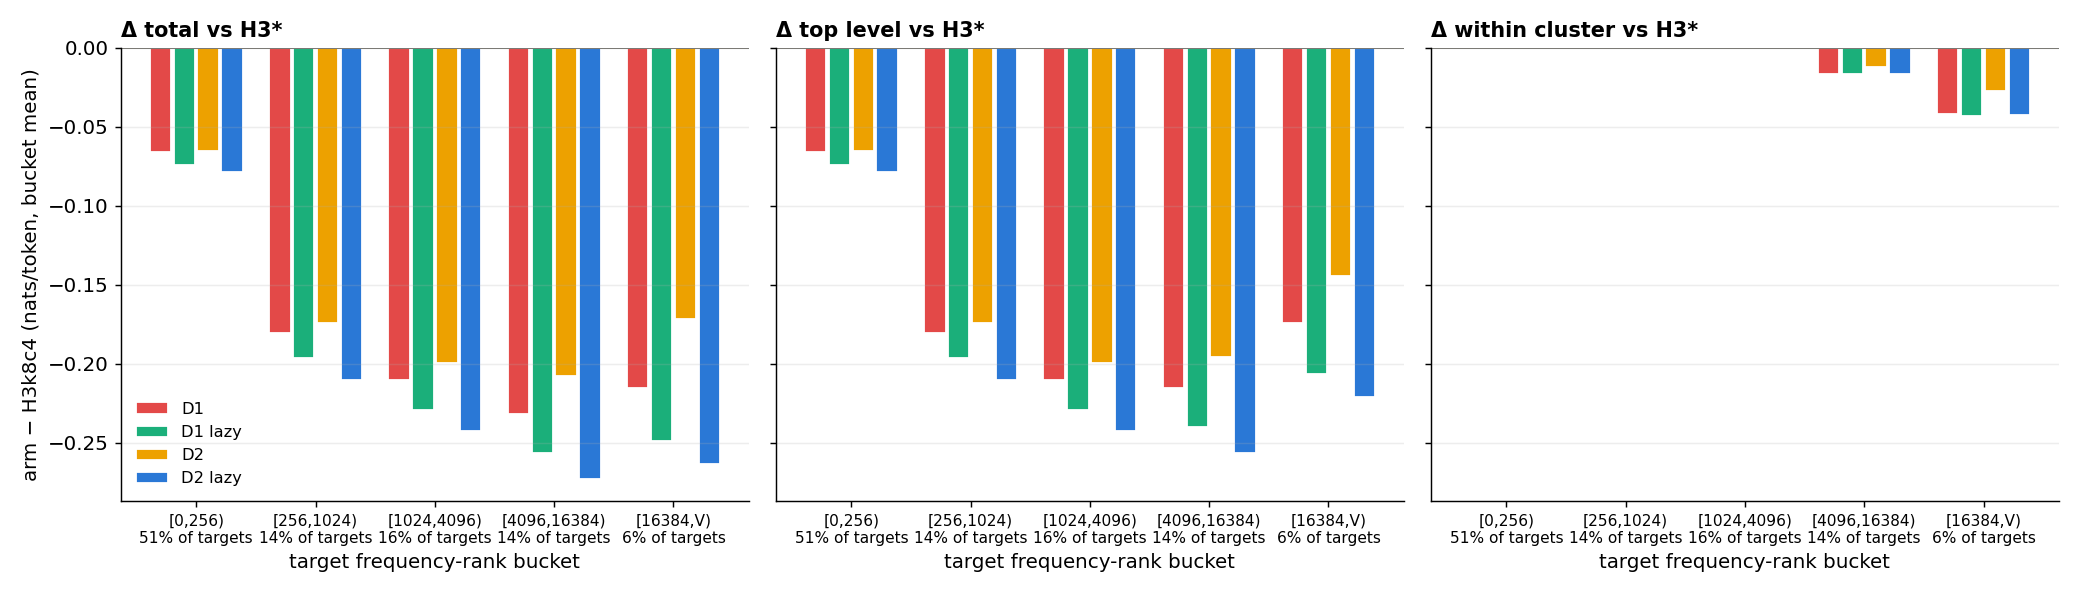 Δ total vs H3*
Δ top level vs H3*
Δ within cluster vs H3*
arm − H3k8c4 (nats/token, bucket mean)
0.00
−0.05
−0.10
−0.15
−0.20
−0.25
D1
D1 lazy
D2
D2 lazy
[0,256) [256,1024) [1024,4096) [4096,16384) [16384,V)
51% of targets 14% of targets 16% of targets 14% of targets 6% of targets
target frequency-rank bucket
[0,256) [256,1024) [1024,4096) [4096,16384) [16384,V)
51% of targets 14% of targets 16% of targets 14% of targets 6% of targets
target frequency-rank bucket
[0,256) [256,1024) [1024,4096) [4096,16384) [16384,V)
51% of targets 14% of targets 16% of targets 14% of targets 6% of targets
target frequency-rank bucket